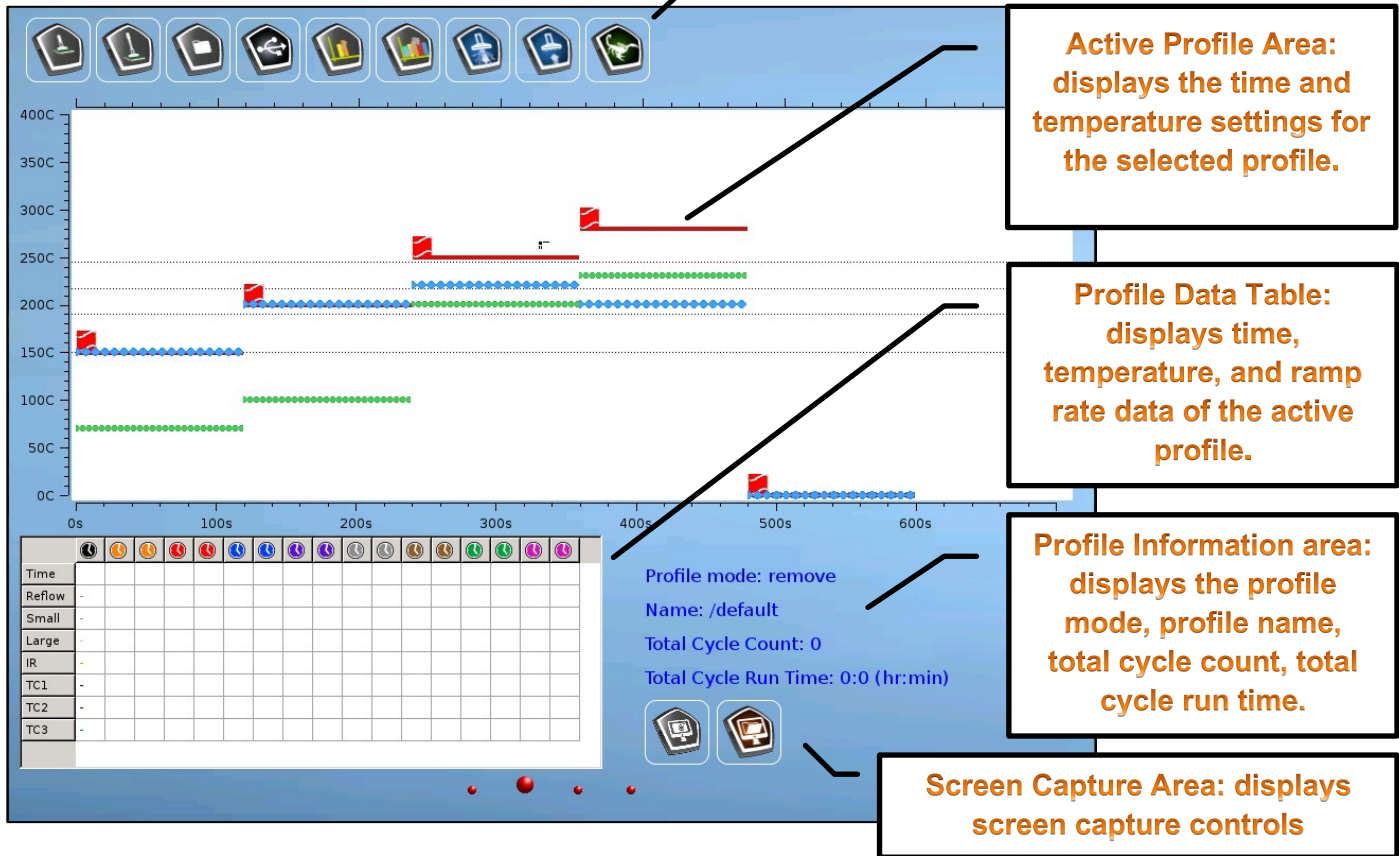 Active Profile Area:
displays the time and
temperature settings for
the selected profile.
400C
350C
300C
250C
200C
150C
100C
50C
0C
0s 100s 200s 300s 400s 500s 600s
Profile Data Table:
displays time,
temperature, and ramp
rate data of the active
profile.
Time
Reflow -
Small -
Large -
IR -
TC1 -
TC2 -
TC3 -
Profile mode: remove
Name: /default
Total Cycle Count: 0
Total Cycle Run Time: 0:0 (hr:min)
Profile Information area:
displays the profile
mode, profile name,
total cycle count, total
cycle run time.
Screen Capture Area: displays
screen capture controls